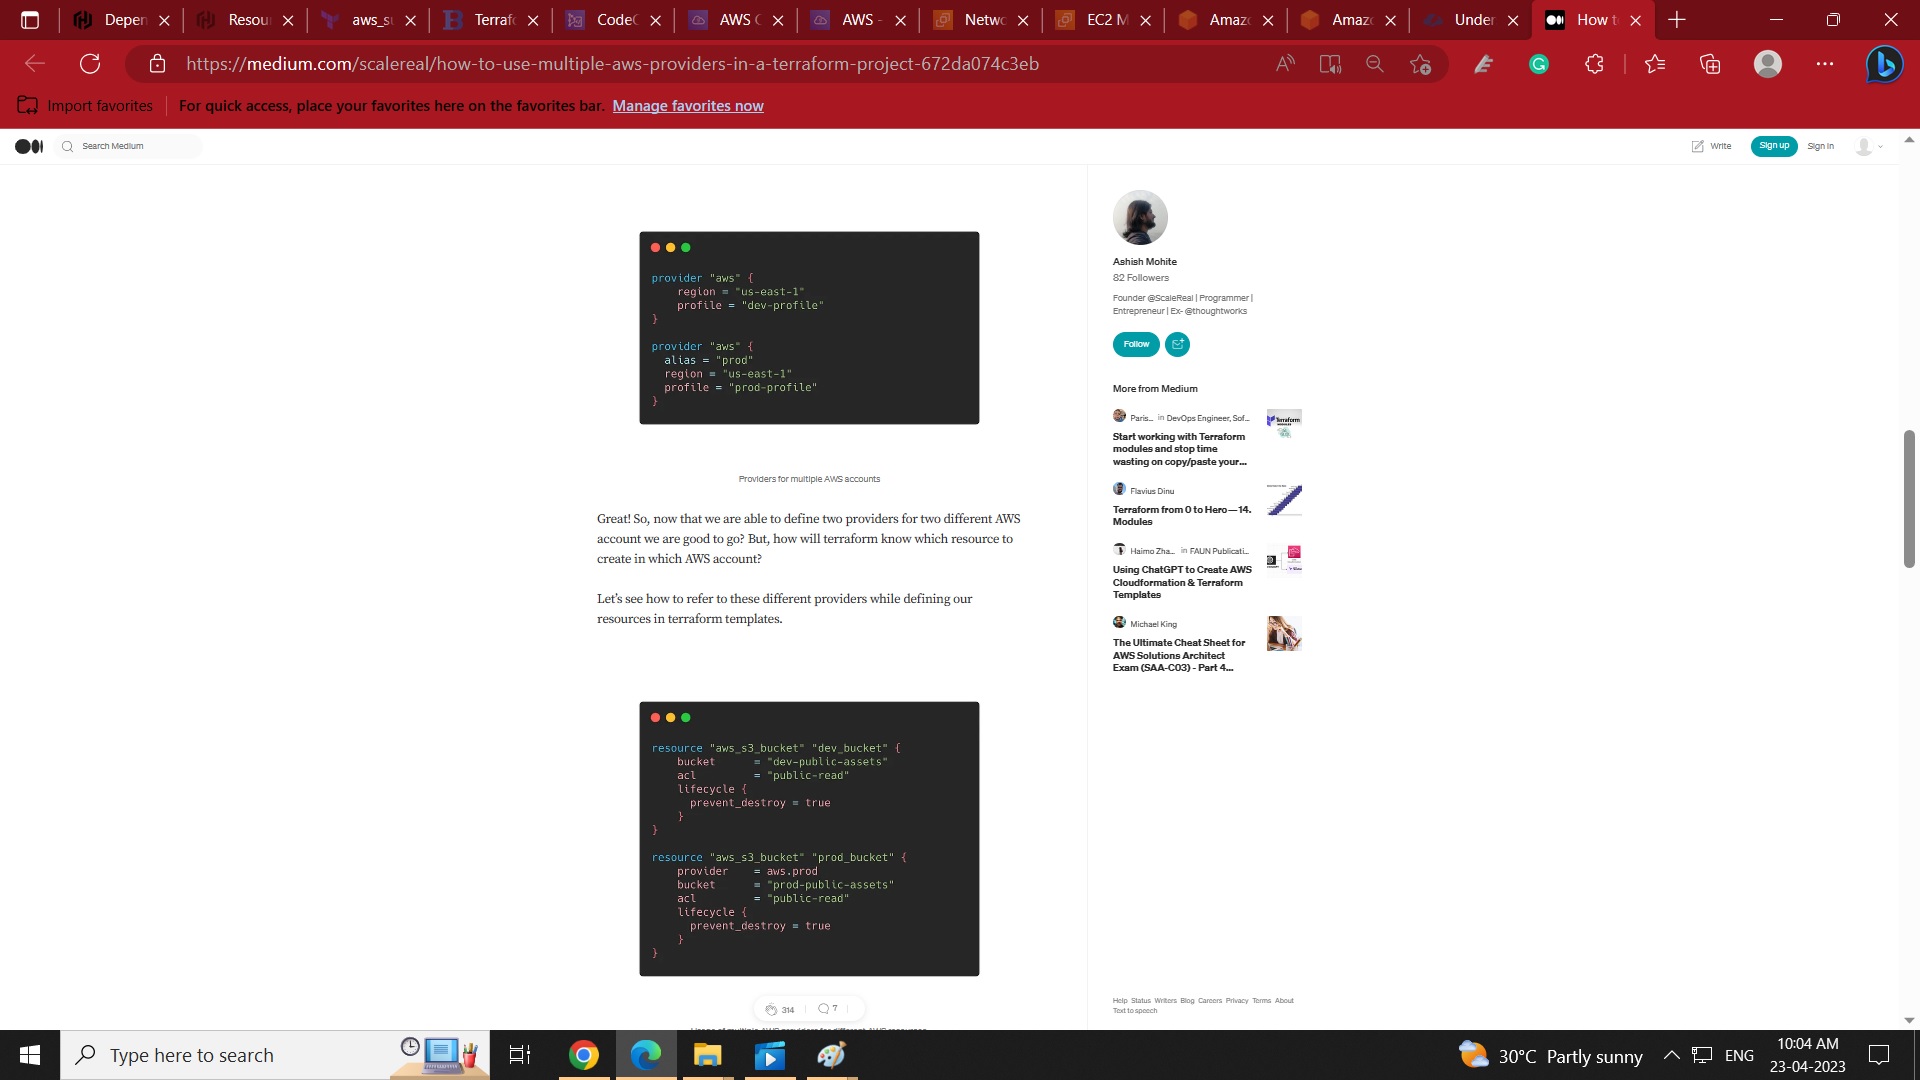 Depen
Resou
aws_su
Terrafo
CodeC
AWS C
AWS -
Netwo
EC2 M
Amazo
Amazo
Under
How to
https://medium.com/scalereal/how-to-use-multiple-aws-providers-in-a-terraform-project-672da074c3eb
Import favorites
For quick access, place your favorites here on the favorites bar. Manage favorites now
Search Medium
Write
Sign up
Sign In
provider "aws" {
region = "us-east-1"
profile = "dev-profile"
}
provider "aws" {
alias = "prod"
region = "us-east-1"
profile = "prod-profile"
}
Providers for multiple AWS accounts
Great! So, now that we are able to define two providers for two different AWS
account we are good to go? But, how will terraform know which resource to
create in which AWS account?
Let's see how to refer to these different providers while defining our
resources in terraform templates.
resource "aws_s3_bucket" "dev_bucket" {
bucket = "dev-public-assets"
acl = "public-read"
lifecycle {
prevent_destroy = true
}
}
resource "aws_s3_bucket" "prod_bucket" {
provider = aws.prod
bucket = "prod-public-assets"
acl = "public-read"
lifecycle {
prevent_destroy = true
}
}
314
7
Ashish Mohite
82 Followers
Founder @ScaleReal | Programmer |
Entrepreneur | Ex- @thoughtworks
Follow
More from Medium
Paris... in DevOps Engineer, Sof...
Start working with Terraform
modules and stop time
wasting on copy/paste your...
Terraform
Flavius Dinu
Terraform from 0 to Hero — 14.
Modules
Haimo Zha... in FAUN Publicati...
Using ChatGPT to Create AWS
Cloudformation & Terraform
Templates
Michael King
The Ultimate Cheat Sheet for
AWS Solutions Architect
Exam (SAA-C03) - Part 4...
Help Status Writers Blog Careers Privacy Terms About
Text to speech
Type here to search
30°C Partly sunny
ENG
10:04 AM
23-04-2023